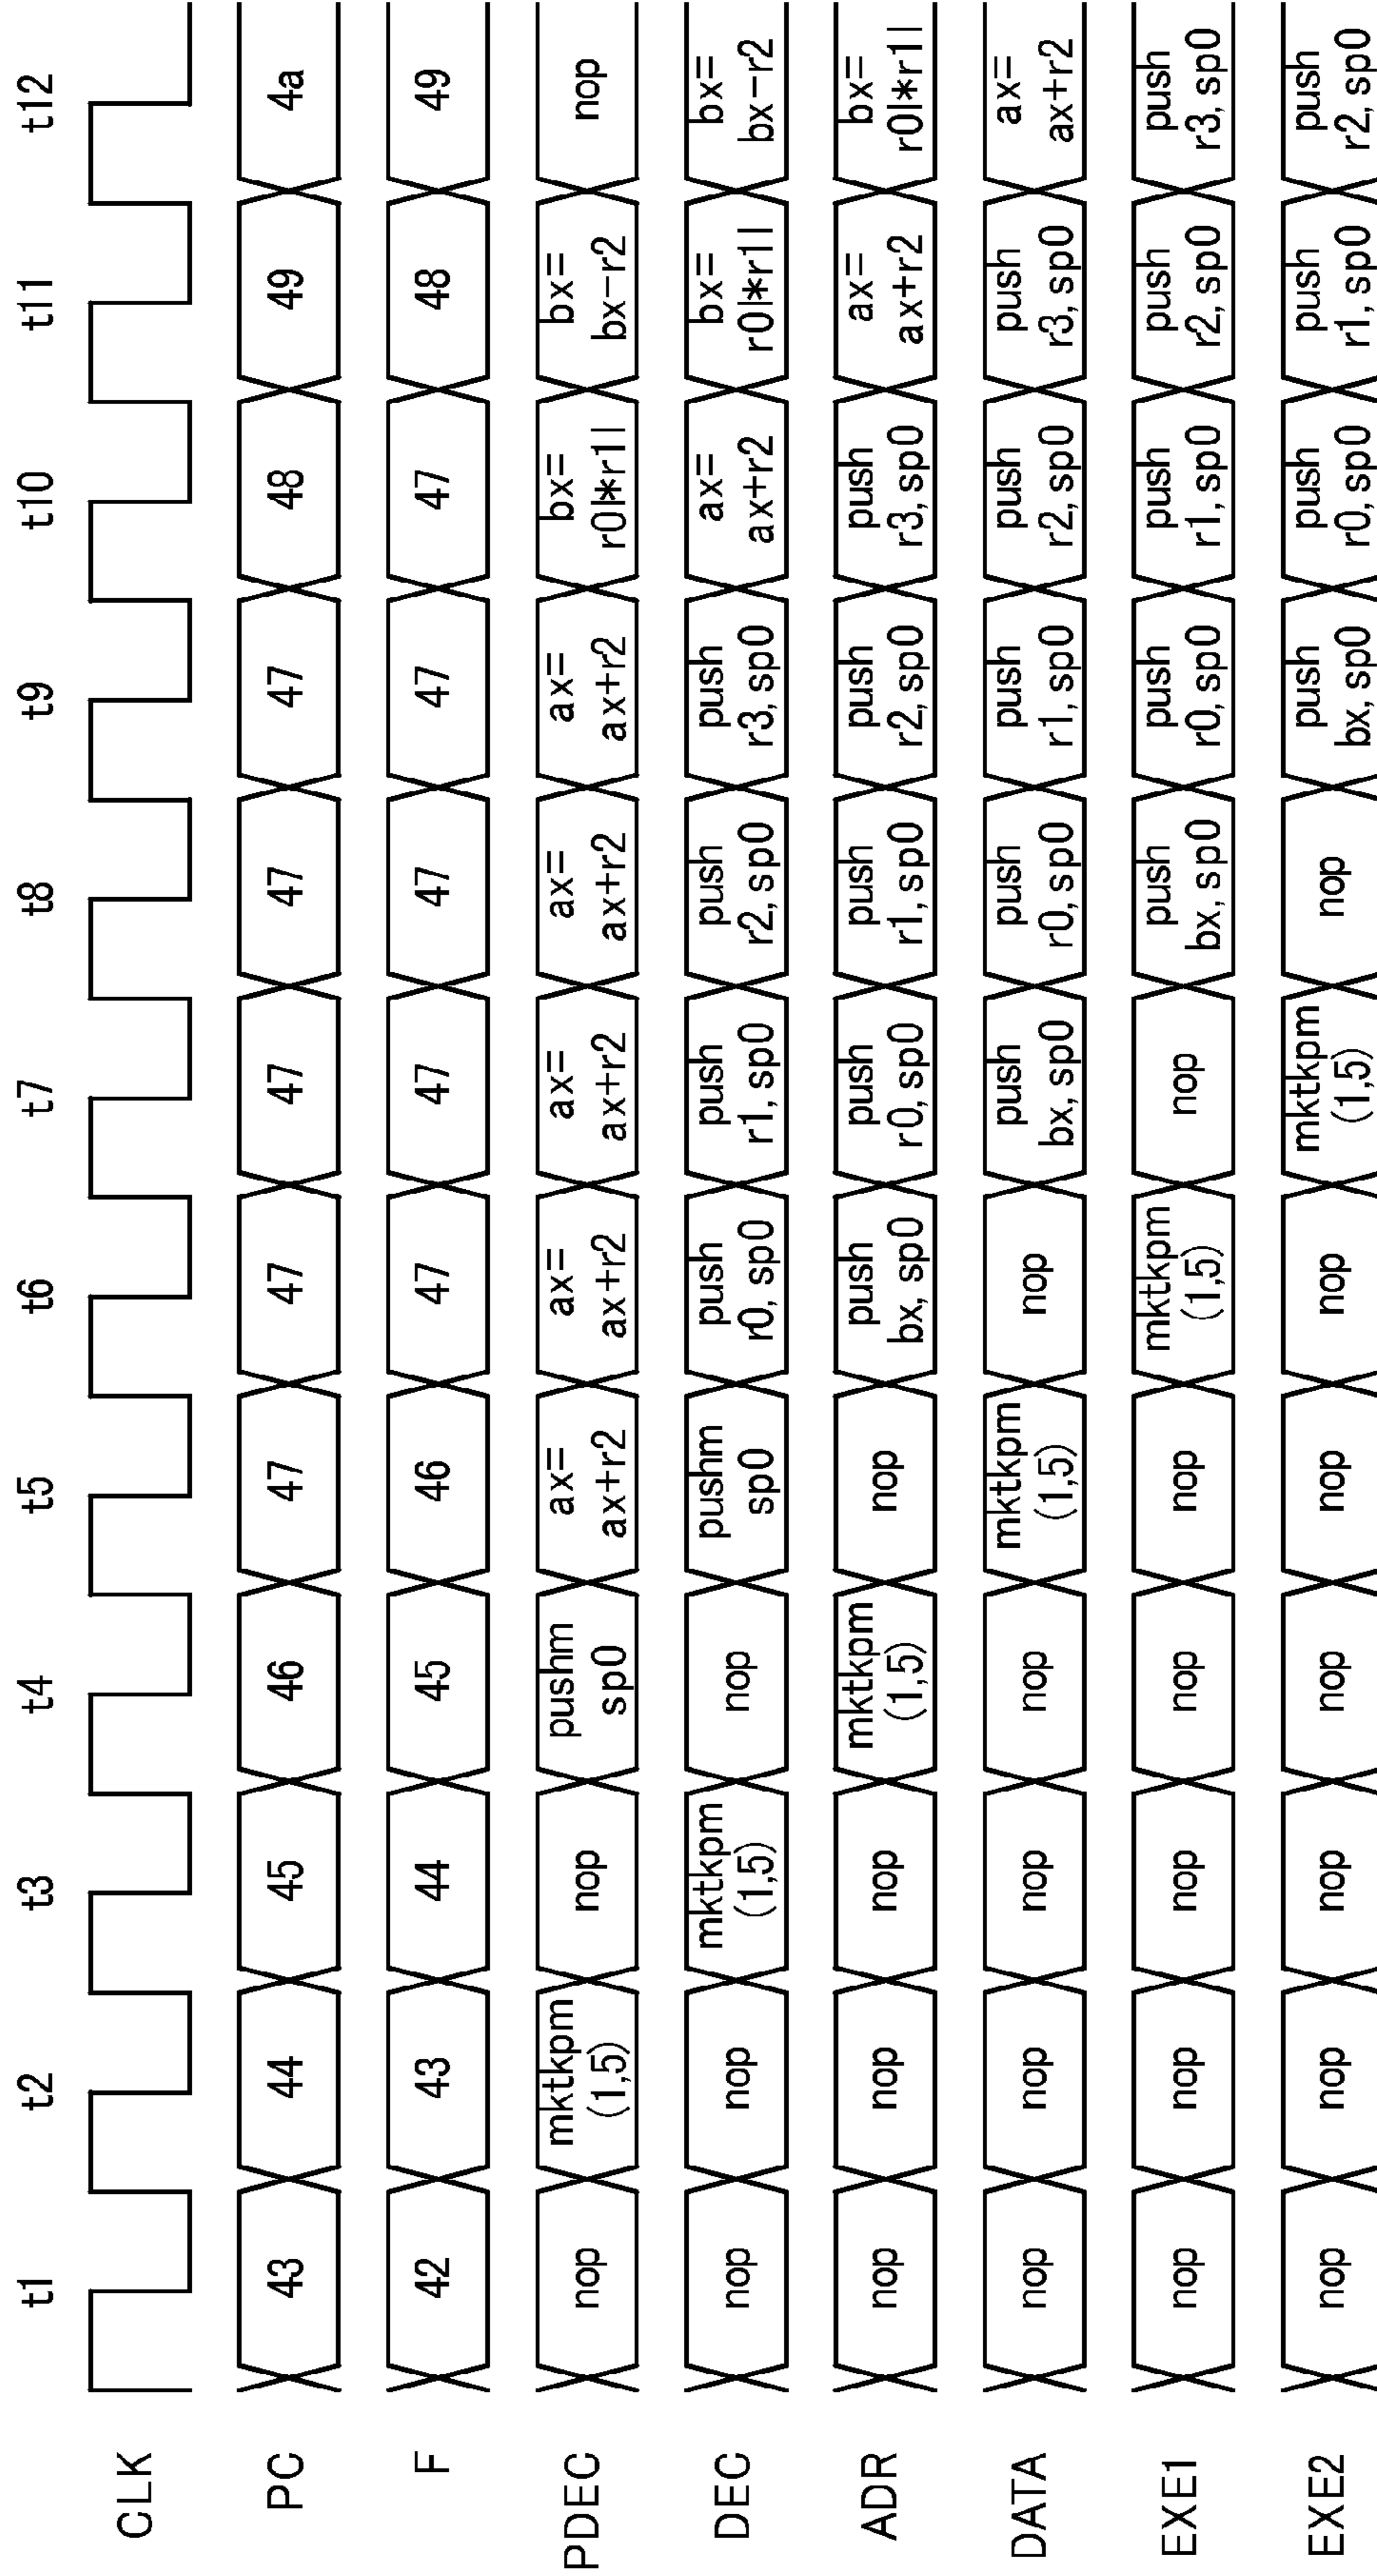 t1 t2 t3 t4 t5 t6 t7 t8 t9 t10 t11 t12
CLK
PC 43 44 45 46 47 47 47 47 47 48 49 4a
F 42 43 44 45 46 47 47 47 47 47 48 49
PDEC nop mktkpm (1,5) nop pushm sp0 ax= ax+r2 ax= ax+r2 ax= ax+r2 ax= ax+r2 ax= ax+r2 bx= r0l*r1l bx= bx-r2 nop
DEC nop nop mktkpm (1,5) nop pushm sp0 push r0,sp0 push r1,sp0 push r2,sp0 push r3,sp0 ax= ax+r2 bx= r0l*r1l bx= bx-r2
ADR nop nop nop mktkpm (1,5) nop push bx,sp0 push r0,sp0 push r1,sp0 push r2,sp0 push r3,sp0 ax= ax+r2 bx= r0l*r1l
DATA nop nop nop nop mktkpm (1,5) nop push bx,sp0 push r0,sp0 push r1,sp0 push r2,sp0 push r3,sp0 ax= ax+r2
EXE1 nop nop nop nop nop mktkpm (1,5) nop push bx,sp0 push r0,sp0 push r1,sp0 push r2,sp0 push r3,sp0
EXE2 nop nop nop nop nop nop mktkpm (1,5) nop push bx,sp0 push r0,sp0 push r1,sp0 push r2,sp0